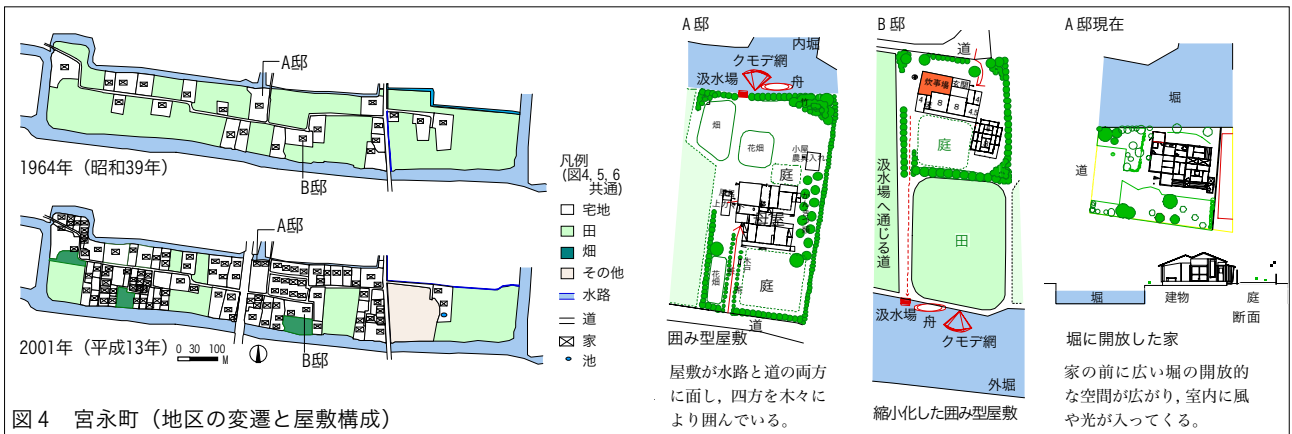 A邸
1964年（昭和39年）
B邸
A邸
2001年（平成13年）
0 30 100
M
B邸
図4　宮永町（地区の変遷と屋敷構成）
凡例
(図4, 5, 6
共通)
宅地
田
畑
その他
水路
道
家
池
A邸
内堀
クモデ網
汲水場
舟
畑
花畑
小屋
農具入れ
庭
母屋
花畑
木戸
庭
道
囲み型屋敷
屋敷が水路と道の両方
に面し，四方を木々に
より囲んでいる。
B邸
道
炊事場
玄関
4
8
8
4
4.5
庭
汲水場へ通じる道
田
汲水場
舟
クモデ網
外堀
縮小化した囲み型屋敷
A邸現在
堀
道
堀
建物
庭
断面
堀に開放した家
家の前に広い堀の開放的
な空間が広がり，室内に風
や光が入ってくる。